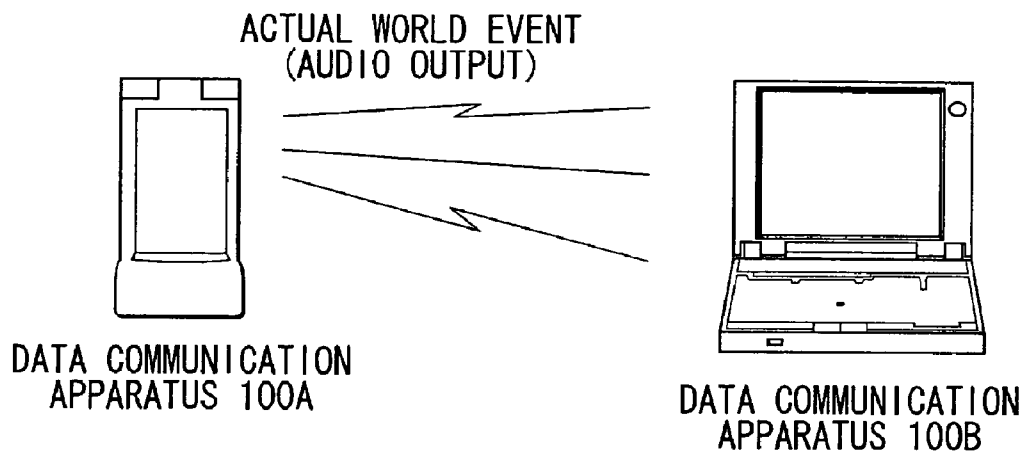 ACTUAL WORLD EVENT
(AUDIO OUTPUT)
DATA COMMUNICATION
APPARATUS 100A
DATA COMMUNICATION
APPARATUS 100B